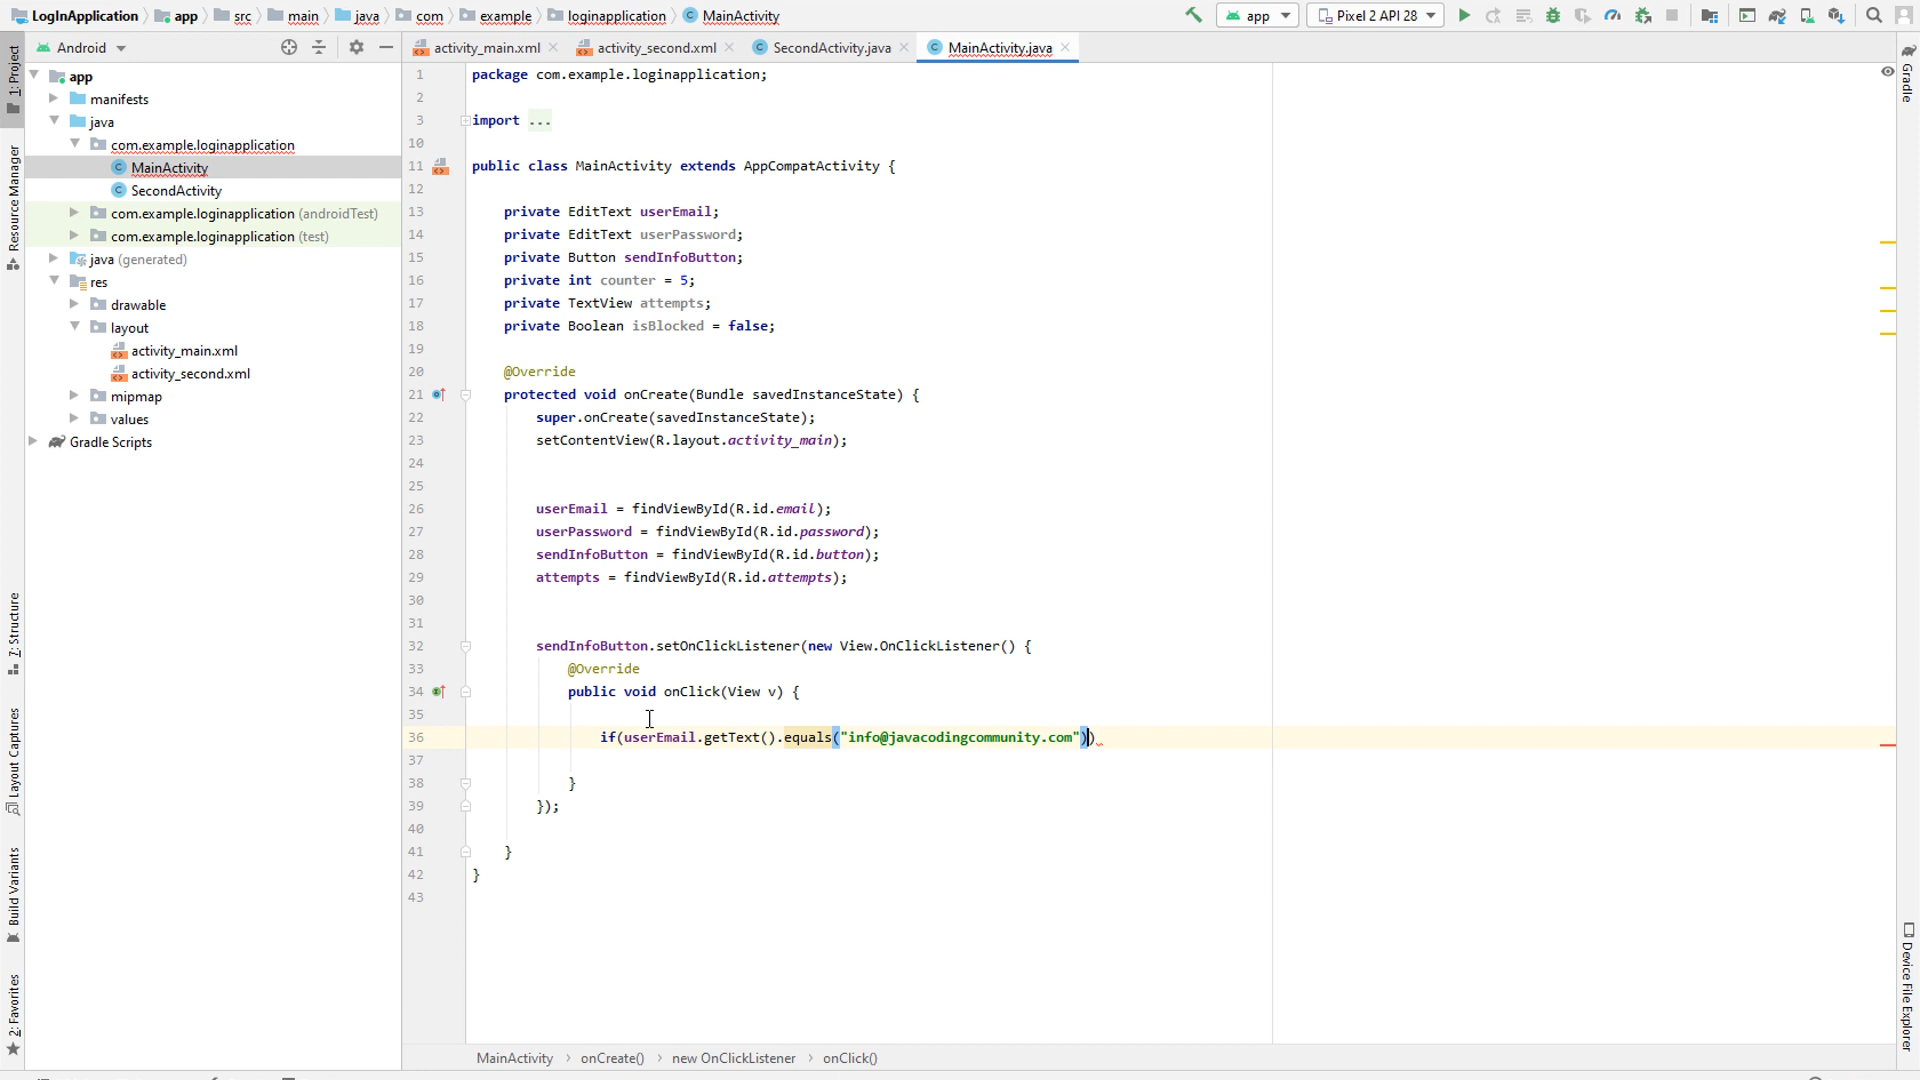 LogInApplication app src main java com example loginapplication MainActivity
app Pixel 2 API 28
Android
activity_main.xml activity_second.xml SecondActivity.java MainActivity.java
1: Project
Resource Manager
7: Structure
Layout Captures
Build Variants
2: Favorites
app
manifests
java
com.example.loginapplication
MainActivity
SecondActivity
com.example.loginapplication (androidTest)
com.example.loginapplication (test)
java (generated)
res
drawable
layout
activity_main.xml
activity_second.xml
mipmap
values
Gradle Scripts
1 package com.example.loginapplication;
2
3 import ...
10
11 public class MainActivity extends AppCompatActivity {
12
13 private EditText userEmail;
14 private EditText userPassword;
15 private Button sendInfoButton;
16 private int counter = 5;
17 private TextView attempts;
18 private Boolean isBlocked = false;
19
20 @Override
21 protected void onCreate(Bundle savedInstanceState) {
22 super.onCreate(savedInstanceState);
23 setContentView(R.layout.activity_main);
24
25
26 userEmail = findViewById(R.id.email);
27 userPassword = findViewById(R.id.password);
28 sendInfoButton = findViewById(R.id.button);
29 attempts = findViewById(R.id.attempts);
30
31
32 sendInfoButton.setOnClickListener(new View.OnClickListener() {
33 @Override
34 public void onClick(View v) {
35
36 if(userEmail.getText().equals("info@javacodingcommunity.com"))
37
38 }
39 });
40
41 }
42 }
43
MainActivity › onCreate() › new OnClickListener › onClick()
Gradle
Device File Explorer